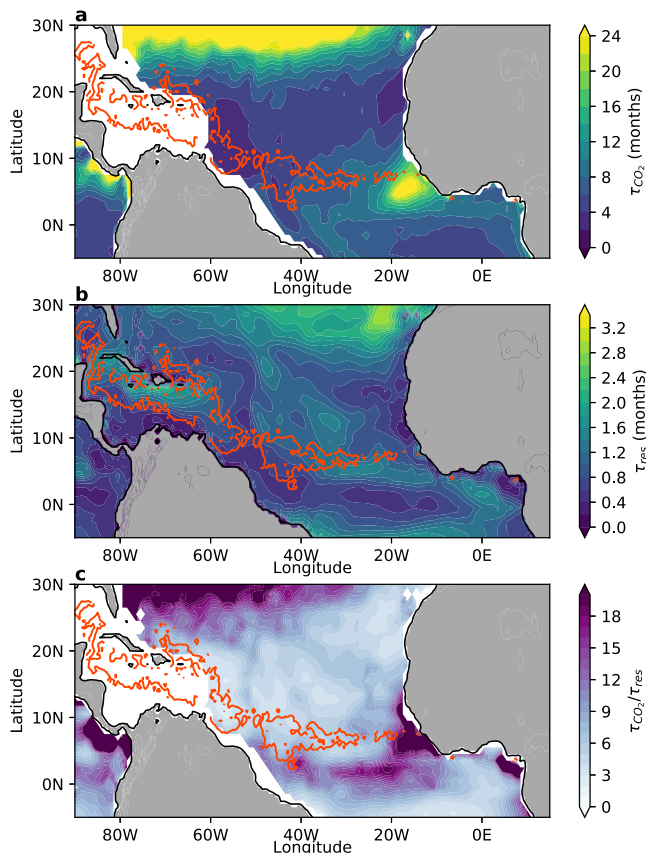 a
30N
20N
10N
0N
Latitude
80W 60W 40W 20W 0E
Longitude
24
20
16
12
8
4
0
τCO2 (months)
b
30N
20N
10N
0N
Latitude
80W 60W 40W 20W 0E
Longitude
3.2
2.8
2.4
2.0
1.6
1.2
0.8
0.4
0.0
τres (months)
c
30N
20N
10N
0N
Latitude
80W 60W 40W 20W 0E
Longitude
18
15
12
9
6
3
0
τCO2/τres